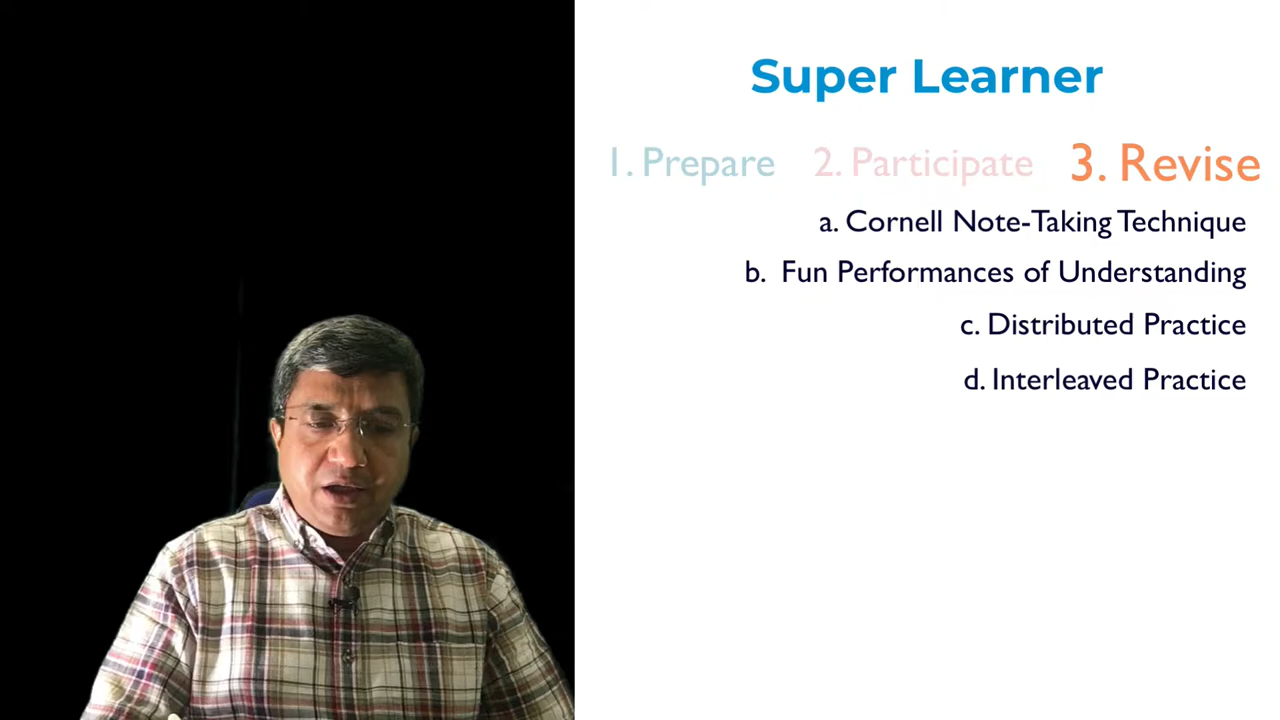 Super Learner
1. Prepare 2. Participate 3. Revise
a. Cornell Note-Taking Technique
b. Fun Performances of Understanding
c. Distributed Practice
d. Interleaved Practice